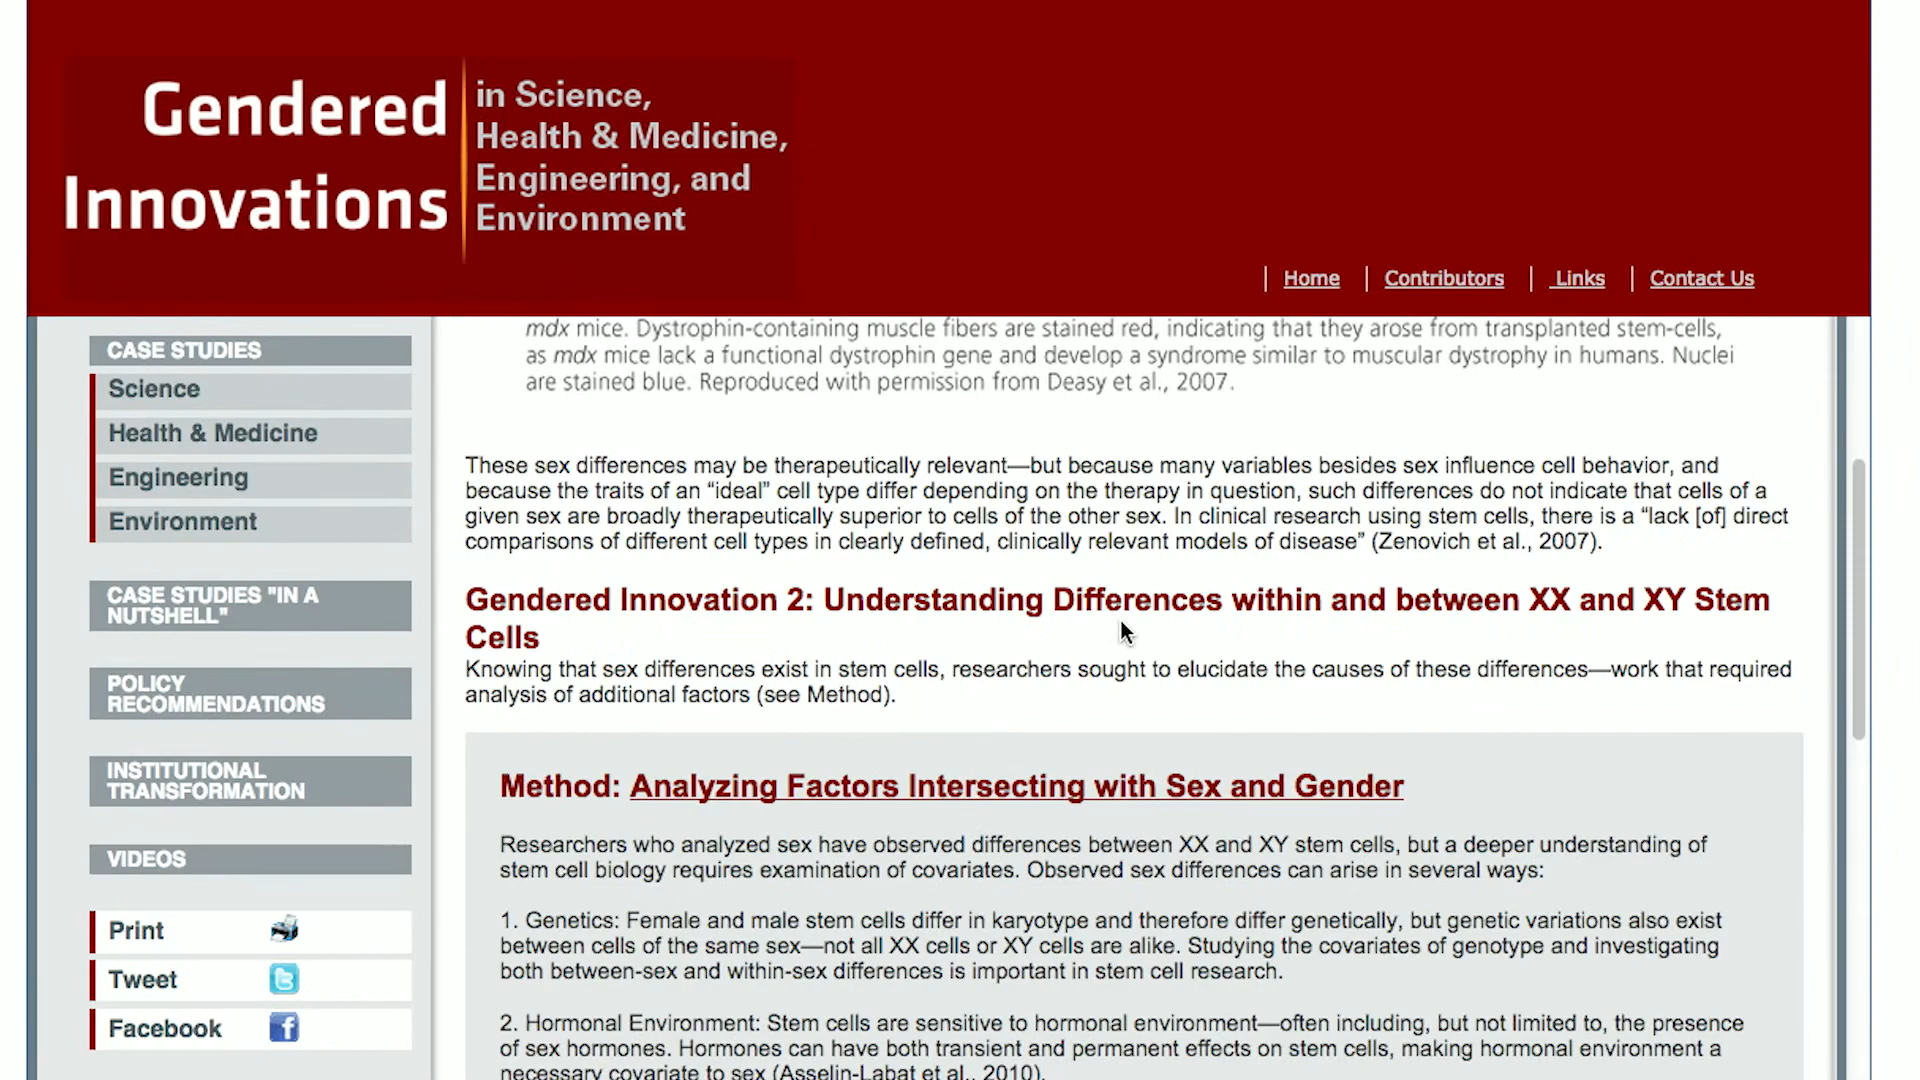 Gendered
Innovations
in Science,
Health & Medicine,
Engineering, and
Environment
Home
Contributors
Links
Contact Us
CASE STUDIES
Science
Health & Medicine
Engineering
Environment
CASE STUDIES "IN A
NUTSHELL"
POLICY
RECOMMENDATIONS
INSTITUTIONAL
TRANSFORMATION
VIDEOS
Print
Tweet
Facebook
mdx mice. Dystrophin-containing muscle fibers are stained red, indicating that they arose from transplanted stem-cells,
as mdx mice lack a functional dystrophin gene and develop a syndrome similar to muscular dystrophy in humans. Nuclei
are stained blue. Reproduced with permission from Deasy et al., 2007.
These sex differences may be therapeutically relevant—but because many variables besides sex influence cell behavior, and
because the traits of an “ideal” cell type differ depending on the therapy in question, such differences do not indicate that cells of a
given sex are broadly therapeutically superior to cells of the other sex. In clinical research using stem cells, there is a “lack [of] direct
comparisons of different cell types in clearly defined, clinically relevant models of disease” (Zenovich et al., 2007).
Gendered Innovation 2: Understanding Differences within and between XX and XY Stem
Cells
Knowing that sex differences exist in stem cells, researchers sought to elucidate the causes of these differences—work that required
analysis of additional factors (see Method).
Method: Analyzing Factors Intersecting with Sex and Gender
Researchers who analyzed sex have observed differences between XX and XY stem cells, but a deeper understanding of
stem cell biology requires examination of covariates. Observed sex differences can arise in several ways:
1. Genetics: Female and male stem cells differ in karyotype and therefore differ genetically, but genetic variations also exist
between cells of the same sex—not all XX cells or XY cells are alike. Studying the covariates of genotype and investigating
both between-sex and within-sex differences is important in stem cell research.
2. Hormonal Environment: Stem cells are sensitive to hormonal environment—often including, but not limited to, the presence
of sex hormones. Hormones can have both transient and permanent effects on stem cells, making hormonal environment a
necessary covariate to sex (Asselin-Labat et al., 2010).